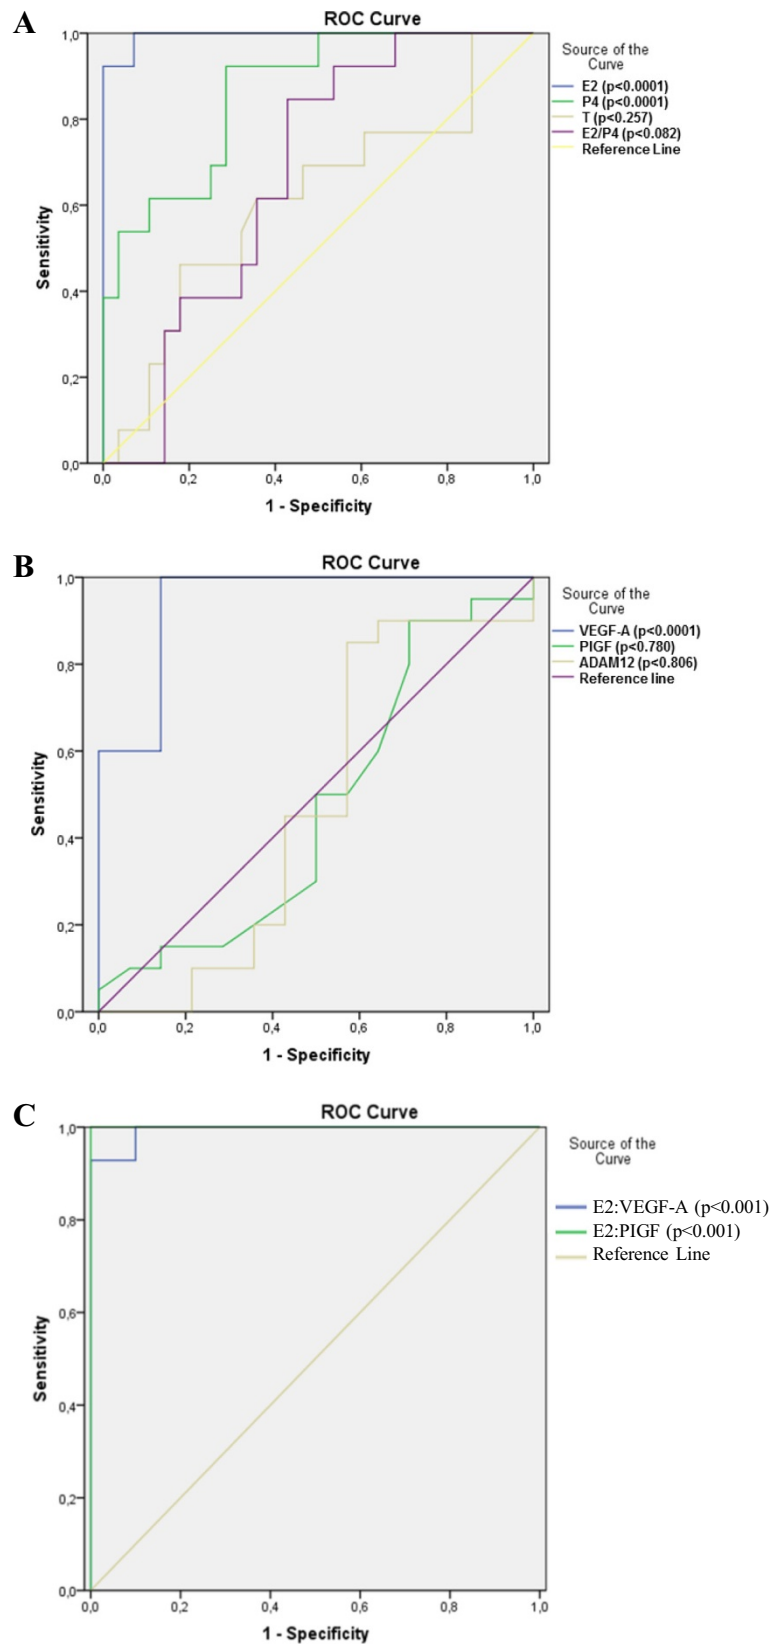 A
ROC Curve
Source of the
Curve
E2 (p<0.0001)
P4 (p<0.0001)
T (p<0.257)
E2/P4 (p<0.082)
Reference Line
Sensitivity
1,0
0,8
0,6
0,4
0,2
0,0
0,0 0,2 0,4 0,6 0,8 1,0
1 - Specificity
B
ROC Curve
Source of the
Curve
VEGF-A (p<0.0001)
PIGF (p<0.780)
ADAM12 (p<0.806)
Reference line
Sensitivity
1,0
0,8
0,6
0,4
0,2
0,0
0,0 0,2 0,4 0,6 0,8 1,0
1 - Specificity
C
ROC Curve
Source of the
Curve
E2:VEGF-A (p<0.001)
E2:PIGF (p<0.001)
Reference Line
Sensitivity
1,0
0,8
0,6
0,4
0,2
0,0
0,0 0,2 0,4 0,6 0,8 1,0
1 - Specificity